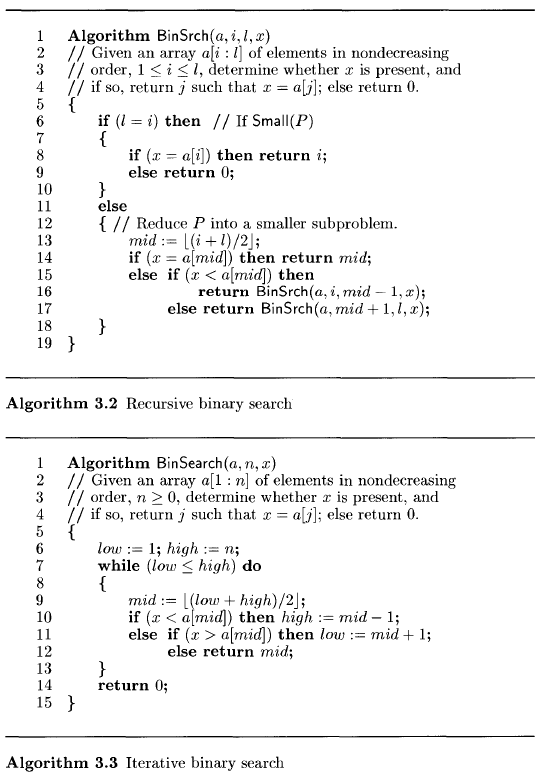 1 Algorithm BinSrch(a, i, l, x)
2 // Given an array a[i : l] of elements in nondecreasing
3 // order, 1 ≤ i ≤ l, determine whether x is present, and
4 // if so, return j such that x = a[j]; else return 0.
5 {
6 if (l = i) then // If Small(P)
7 {
8 if (x = a[i]) then return i;
9 else return 0;
10 }
11 else
12 { // Reduce P into a smaller subproblem.
13 mid := ⌊(i + l)/2⌋;
14 if (x = a[mid]) then return mid;
15 else if (x < a[mid]) then
16 return BinSrch(a, i, mid − 1, x);
17 else return BinSrch(a, mid + 1, l, x);
18 }
19 }
Algorithm 3.2 Recursive binary search
1 Algorithm BinSearch(a, n, x)
2 // Given an array a[1 : n] of elements in nondecreasing
3 // order, n ≥ 0, determine whether x is present, and
4 // if so, return j such that x = a[j]; else return 0.
5 {
6 low := 1; high := n;
7 while (low ≤ high) do
8 {
9 mid := ⌊(low + high)/2⌋;
10 if (x < a[mid]) then high := mid − 1;
11 else if (x > a[mid]) then low := mid + 1;
12 else return mid;
13 }
14 return 0;
15 }
Algorithm 3.3 Iterative binary search